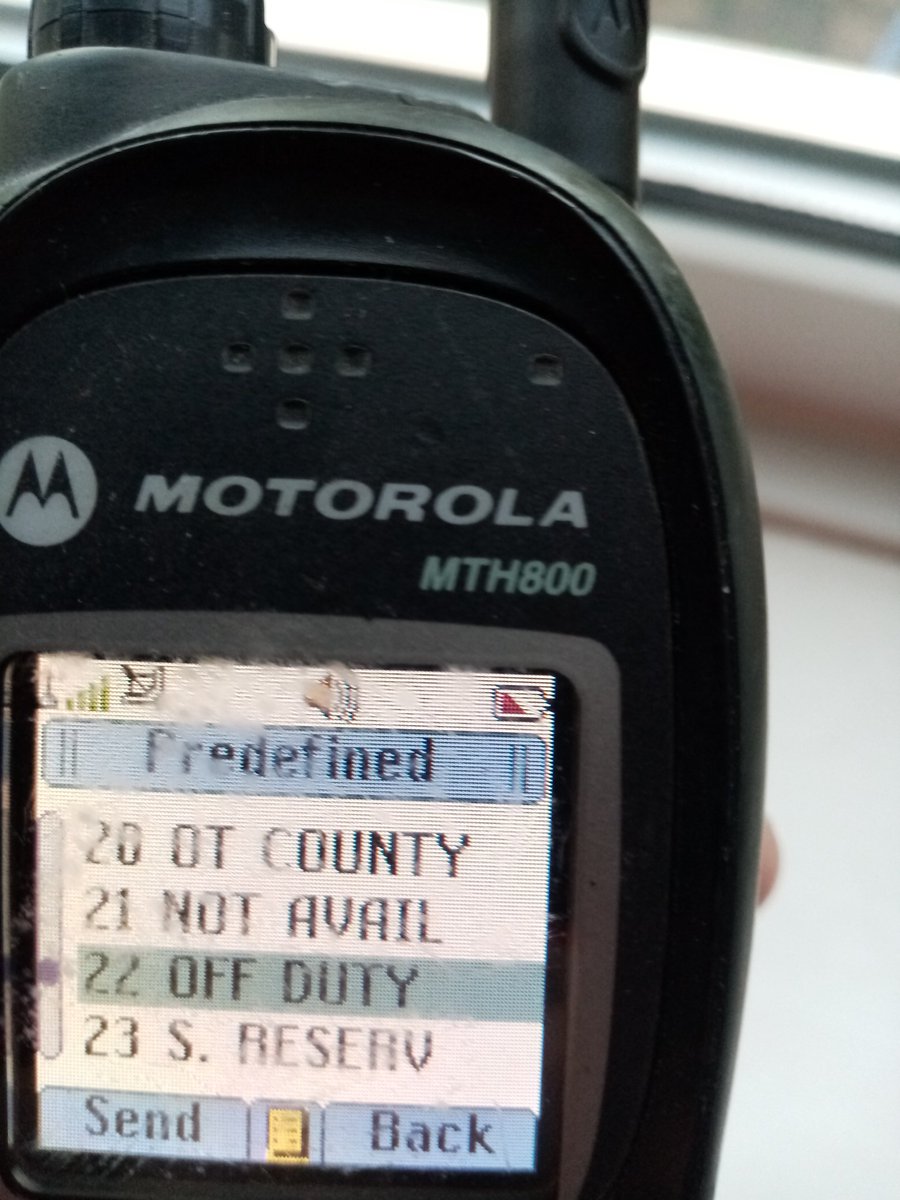 MOTOROLA
MTH800
Predefined
20 OT COUNTY
21 NOT AVAIL
22 OFF DUTY
23 S. RESERV
Send Back